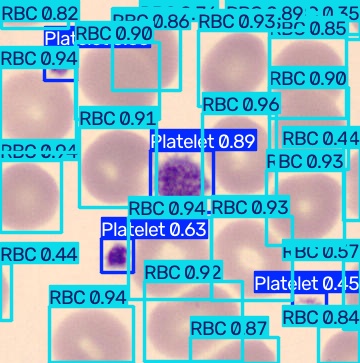 RBC 0.82
RBC 0.86
RBC 0.93
RBC 0.85
RBC 0.90
RBC 0.94
RBC 0.90
RBC 0.96
RBC 0.91
RBC 0.44
Platelet 0.89
RBC 0.94
RBC 0.93
RBC 0.94
RBC 0.93
Platelet 0.63
RBC 0.44
RBC 0.57
RBC 0.92
Platelet 0.45
RBC 0.94
RBC 0.84
RBC 0.87